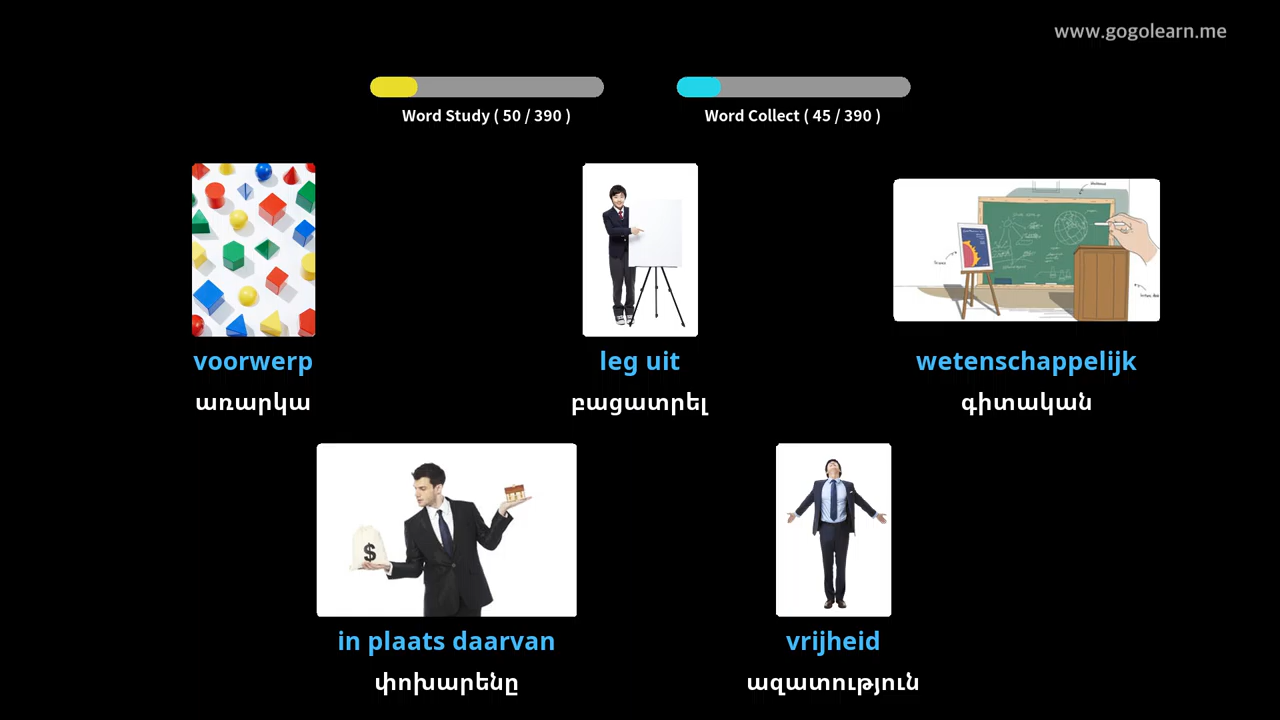 www.gogolearn.me
Word Study ( 50 / 390 )
Word Collect ( 45 / 390 )
voorwerp
առարկա
leg uit
բացատրել
wetenschappelijk
գիտական
$
in plaats daarvan
փոխարենը
vrijheid
ազատություն